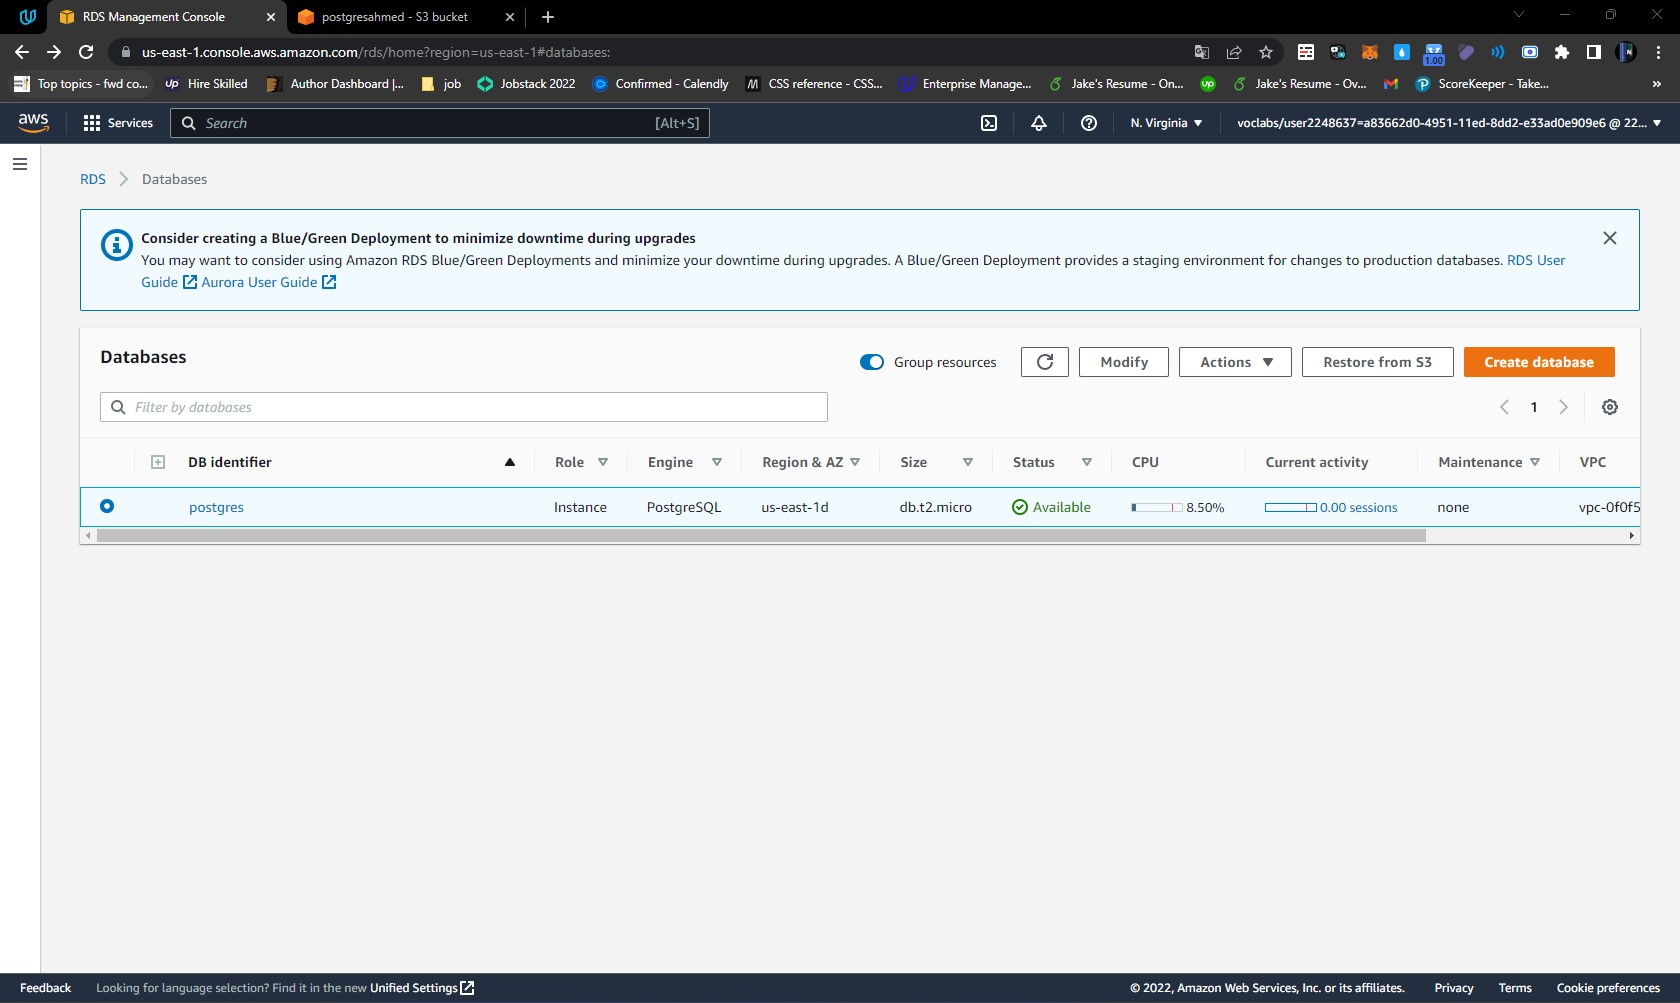 RDS Management Console
postgresahmed - S3 bucket
us-east-1.console.aws.amazon.com/rds/home?region=us-east-1#databases:
1.00
Top topics - fwd co...
Up Hire Skilled
Author Dashboard |...
job
Jobstack 2022
Confirmed - Calendly
CSS reference - CSS...
Enterprise Manage...
Jake's Resume - On...
up
Jake's Resume - Ov...
ScoreKeeper - Take...
»
aws
Services
Search [Alt+S]
N. Virginia
voclabs/user2248637=a83662d0-4951-11ed-8dd2-e33ad0e909e6 @ 22...
RDS > Databases
Consider creating a Blue/Green Deployment to minimize downtime during upgrades
You may want to consider using Amazon RDS Blue/Green Deployments and minimize your downtime during upgrades. A Blue/Green Deployment provides a staging environment for changes to production databases. RDS User
Guide Aurora User Guide
Databases
Group resources
Modify
Actions
Restore from S3
Create database
Filter by databases
1
DB identifier Role Engine Region & AZ Size Status CPU Current activity Maintenance VPC
postgres Instance PostgreSQL us-east-1d db.t2.micro Available 8.50% 0.00 sessions none vpc-0f0f5
Feedback Looking for language selection? Find it in the new Unified Settings
© 2022, Amazon Web Services, Inc. or its affiliates. Privacy Terms Cookie preferences